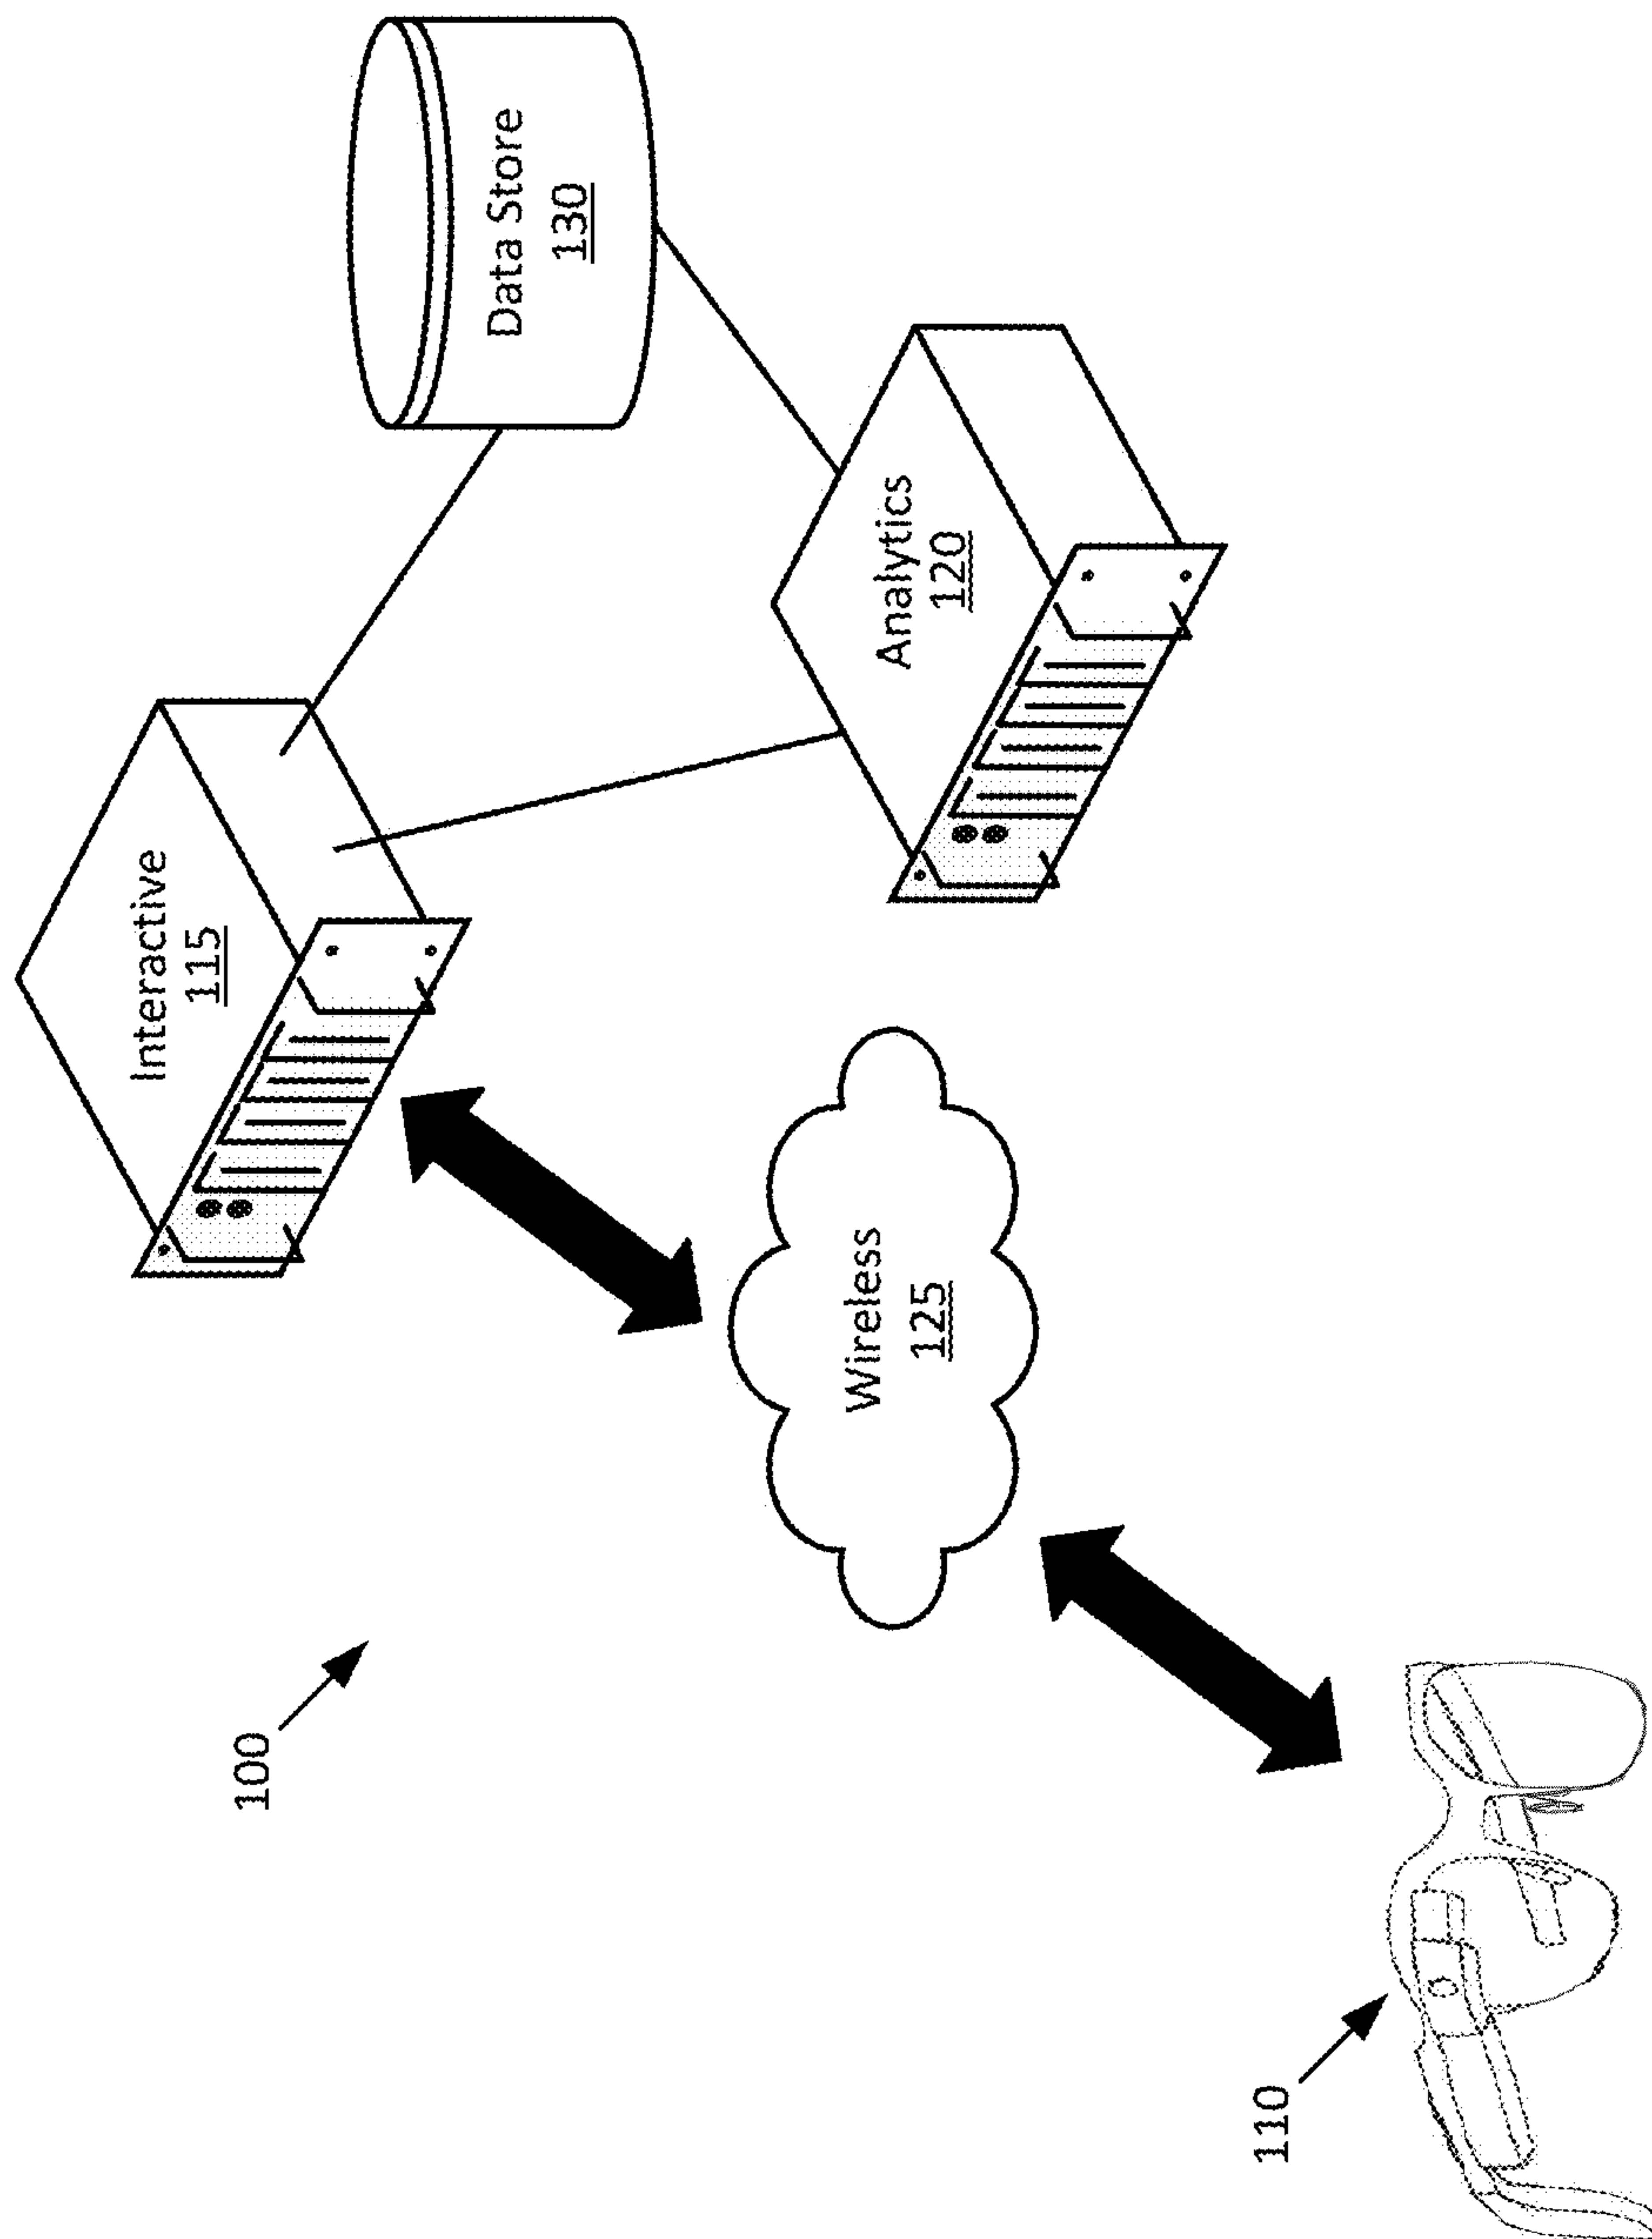 100
Interactive
115
Data Store
130
Wireless
125
Analytics
120
110